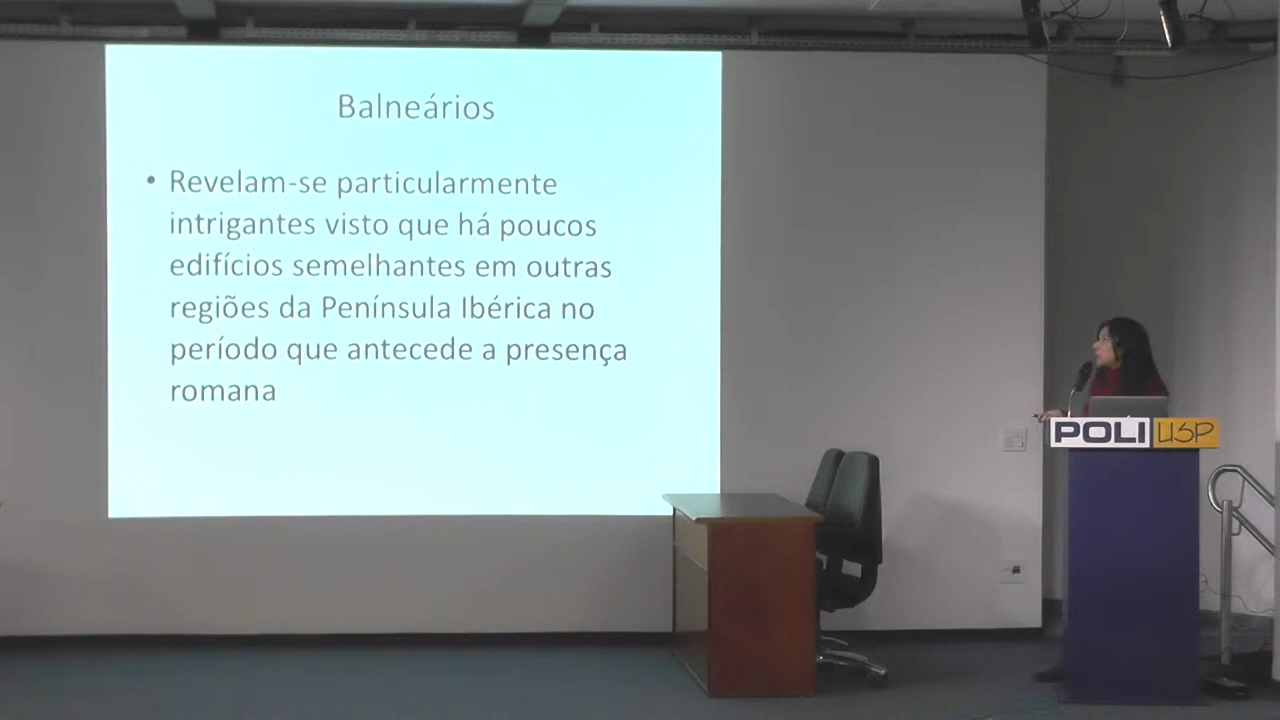 Balneários
• Revelam-se particularmente
intrigantes visto que há poucos
edifícios semelhantes em outras
regiões da Península Ibérica no
período que antecede a presença
romana
POLI USP